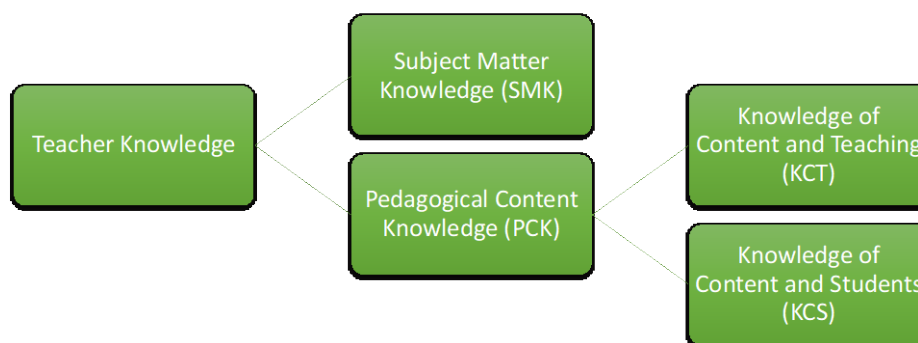 Teacher Knowledge
Subject Matter
Knowledge (SMK)
Pedagogical Content
Knowledge (PCK)
Knowledge of
Content and Teaching
(KCT)
Knowledge of
Content and Students
(KCS)